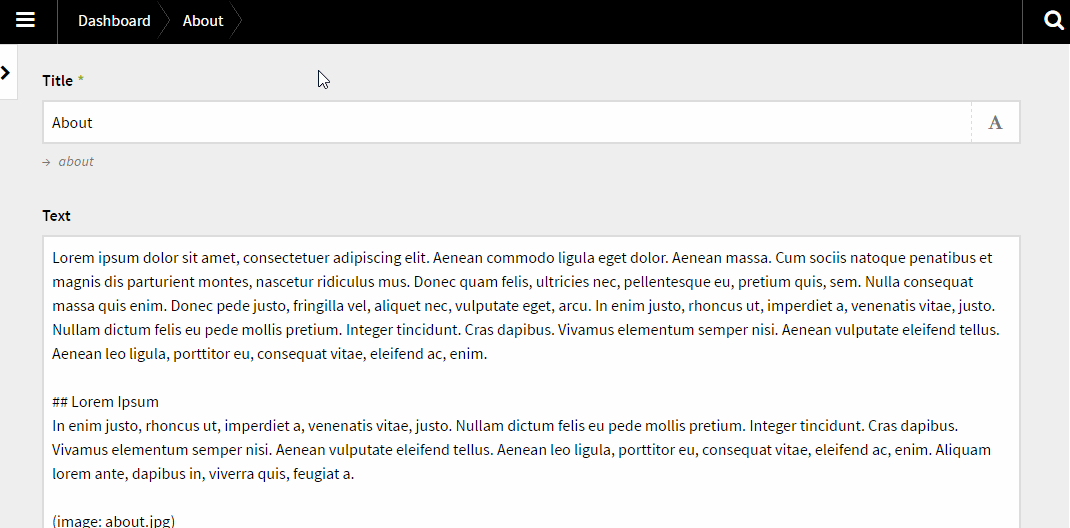 Dashboard About
Title *
About A
→ about
Text
Lorem ipsum dolor sit amet, consectetuer adipiscing elit. Aenean commodo ligula eget dolor. Aenean massa. Cum sociis natoque penatibus et
magnis dis parturient montes, nascetur ridiculus mus. Donec quam felis, ultricies nec, pellentesque eu, pretium quis, sem. Nulla consequat
massa quis enim. Donec pede justo, fringilla vel, aliquet nec, vulputate eget, arcu. In enim justo, rhoncus ut, imperdiet a, venenatis vitae, justo.
Nullam dictum felis eu pede mollis pretium. Integer tincidunt. Cras dapibus. Vivamus elementum semper nisi. Aenean vulputate eleifend tellus.
Aenean leo ligula, porttitor eu, consequat vitae, eleifend ac, enim.
## Lorem Ipsum
In enim justo, rhoncus ut, imperdiet a, venenatis vitae, justo. Nullam dictum felis eu pede mollis pretium. Integer tincidunt. Cras dapibus.
Vivamus elementum semper nisi. Aenean vulputate eleifend tellus. Aenean leo ligula, porttitor eu, consequat vitae, eleifend ac, enim. Aliquam
lorem ante, dapibus in, viverra quis, feugiat a.
(image: about.jpg)